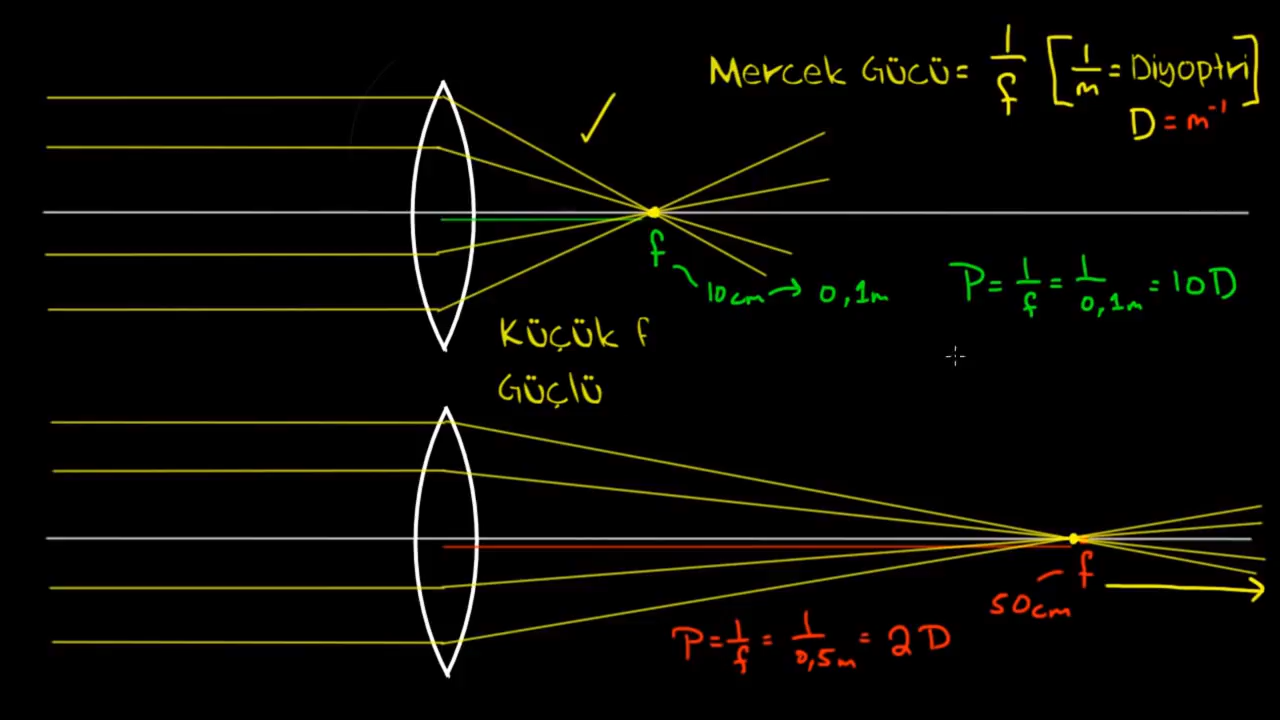 Mercek Gücü = 1/f [1/m = Diyoptri]
D = m⁻¹
f
10cm → 0,1m
P = 1/f = 1/0,1m = 10D
Küçük f
Güçlü
f
50cm
P = 1/f = 1/0,5m = 2D